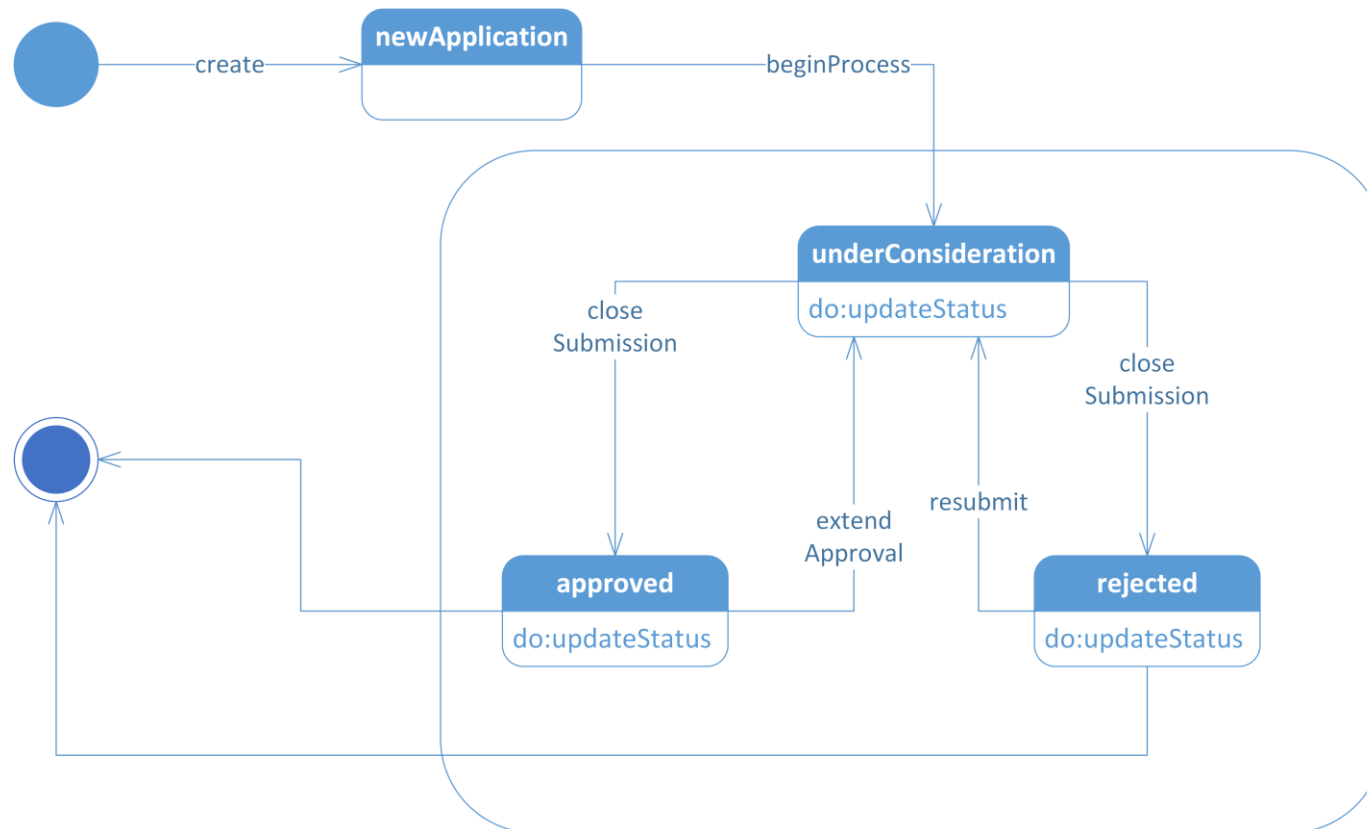 newApplication
create
beginProcess
underConsideration
do:updateStatus
close
Submission
close
Submission
extend
Approval
resubmit
approved
do:updateStatus
rejected
do:updateStatus